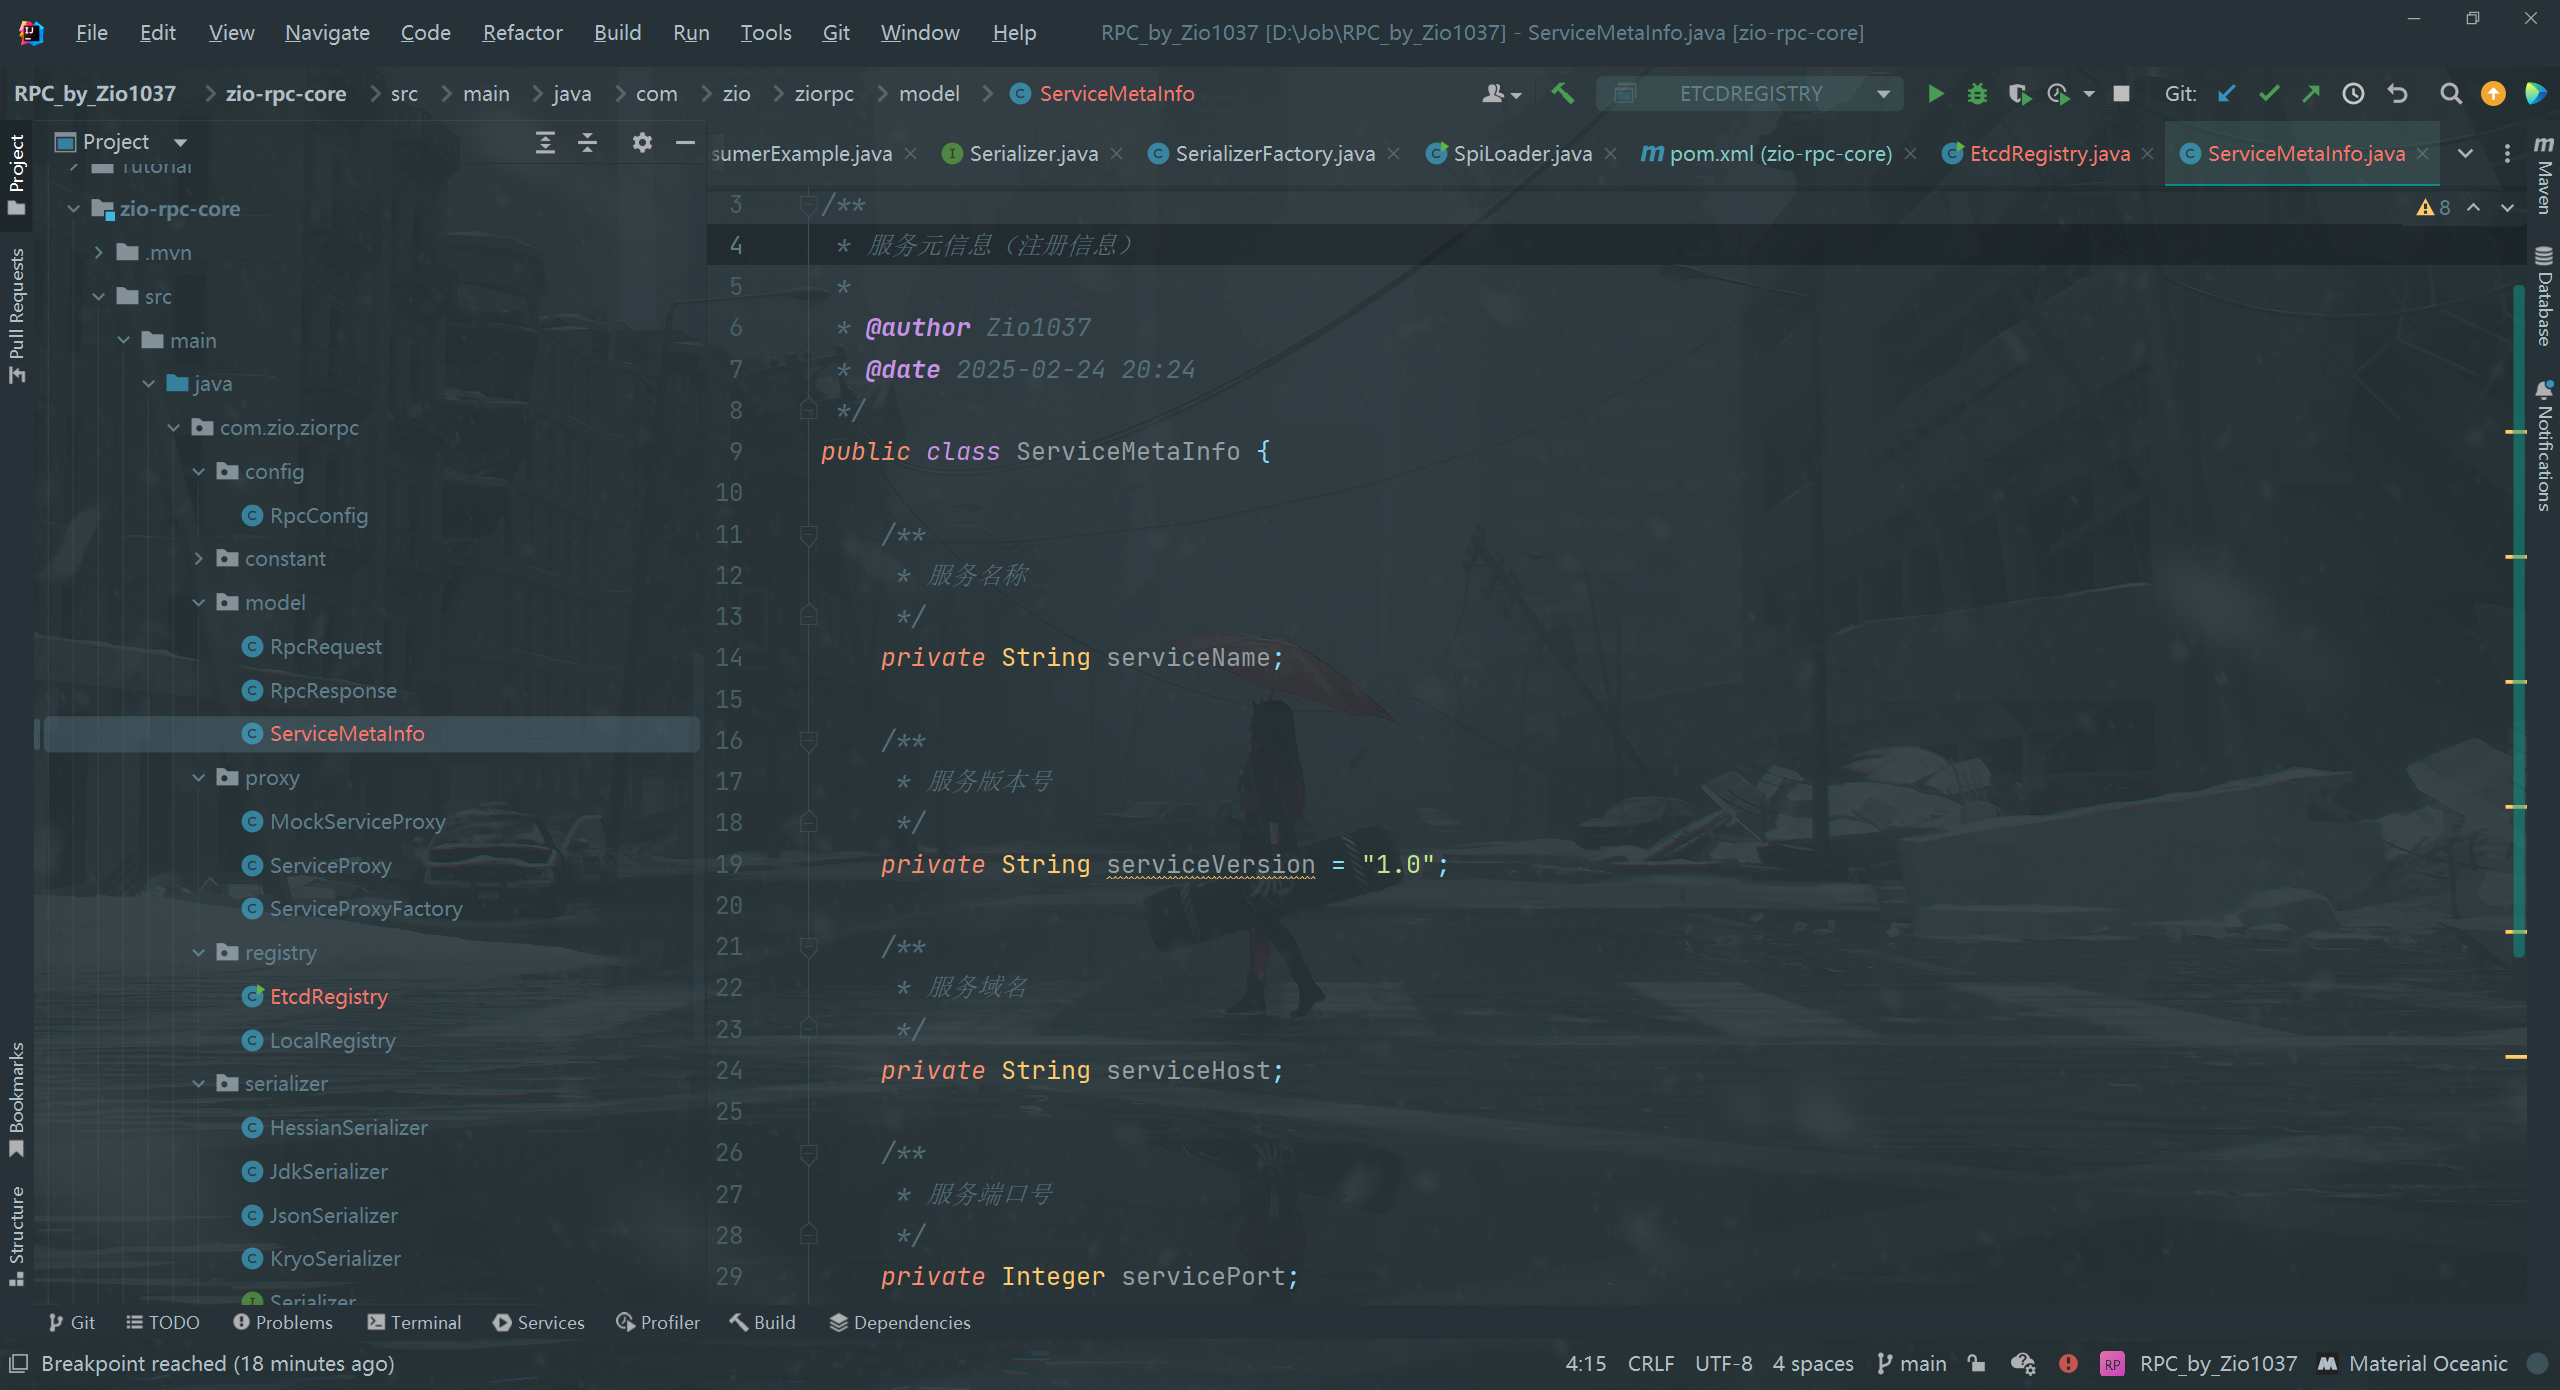 File Edit View Navigate Code Refactor Build Run Tools Git Window Help RPC_by_Zio1037 [D:\Job\RPC_by_Zio1037] - ServiceMetaInfo.java [zio-rpc-core]
RPC_by_Zio1037 zio-rpc-core src main java com zio ziorpc model ServiceMetaInfo ETCDREGISTRY Git:
Project
sumerExample.java Serializer.java SerializerFactory.java SpiLoader.java pom.xml (zio-rpc-core) EtcdRegistry.java ServiceMetaInfo.java
Project
Pull Requests
Bookmarks
Structure
Tutorial
zio-rpc-core
.mvn
src
main
java
com.zio.ziorpc
config
RpcConfig
constant
model
RpcRequest
RpcResponse
ServiceMetaInfo
proxy
MockServiceProxy
ServiceProxy
ServiceProxyFactory
registry
EtcdRegistry
LocalRegistry
serializer
HessianSerializer
JdkSerializer
JsonSerializer
KryoSerializer
Serializer
8
3 /**
4 * 服务元信息（注册信息）
5 *
6 * @author Zio1037
7 * @date 2025-02-24 20:24
8 */
9 public class ServiceMetaInfo {
10
11 /**
12 * 服务名称
13 */
14 private String serviceName;
15
16 /**
17 * 服务版本号
18 */
19 private String serviceVersion = "1.0";
20
21 /**
22 * 服务域名
23 */
24 private String serviceHost;
25
26 /**
27 * 服务端口号
28 */
29 private Integer servicePort;
Maven
Database
Notifications
Git TODO Problems Terminal Services Profiler Build Dependencies
Breakpoint reached (18 minutes ago) 4:15 CRLF UTF-8 4 spaces main RP RPC_by_Zio1037 Material Oceanic